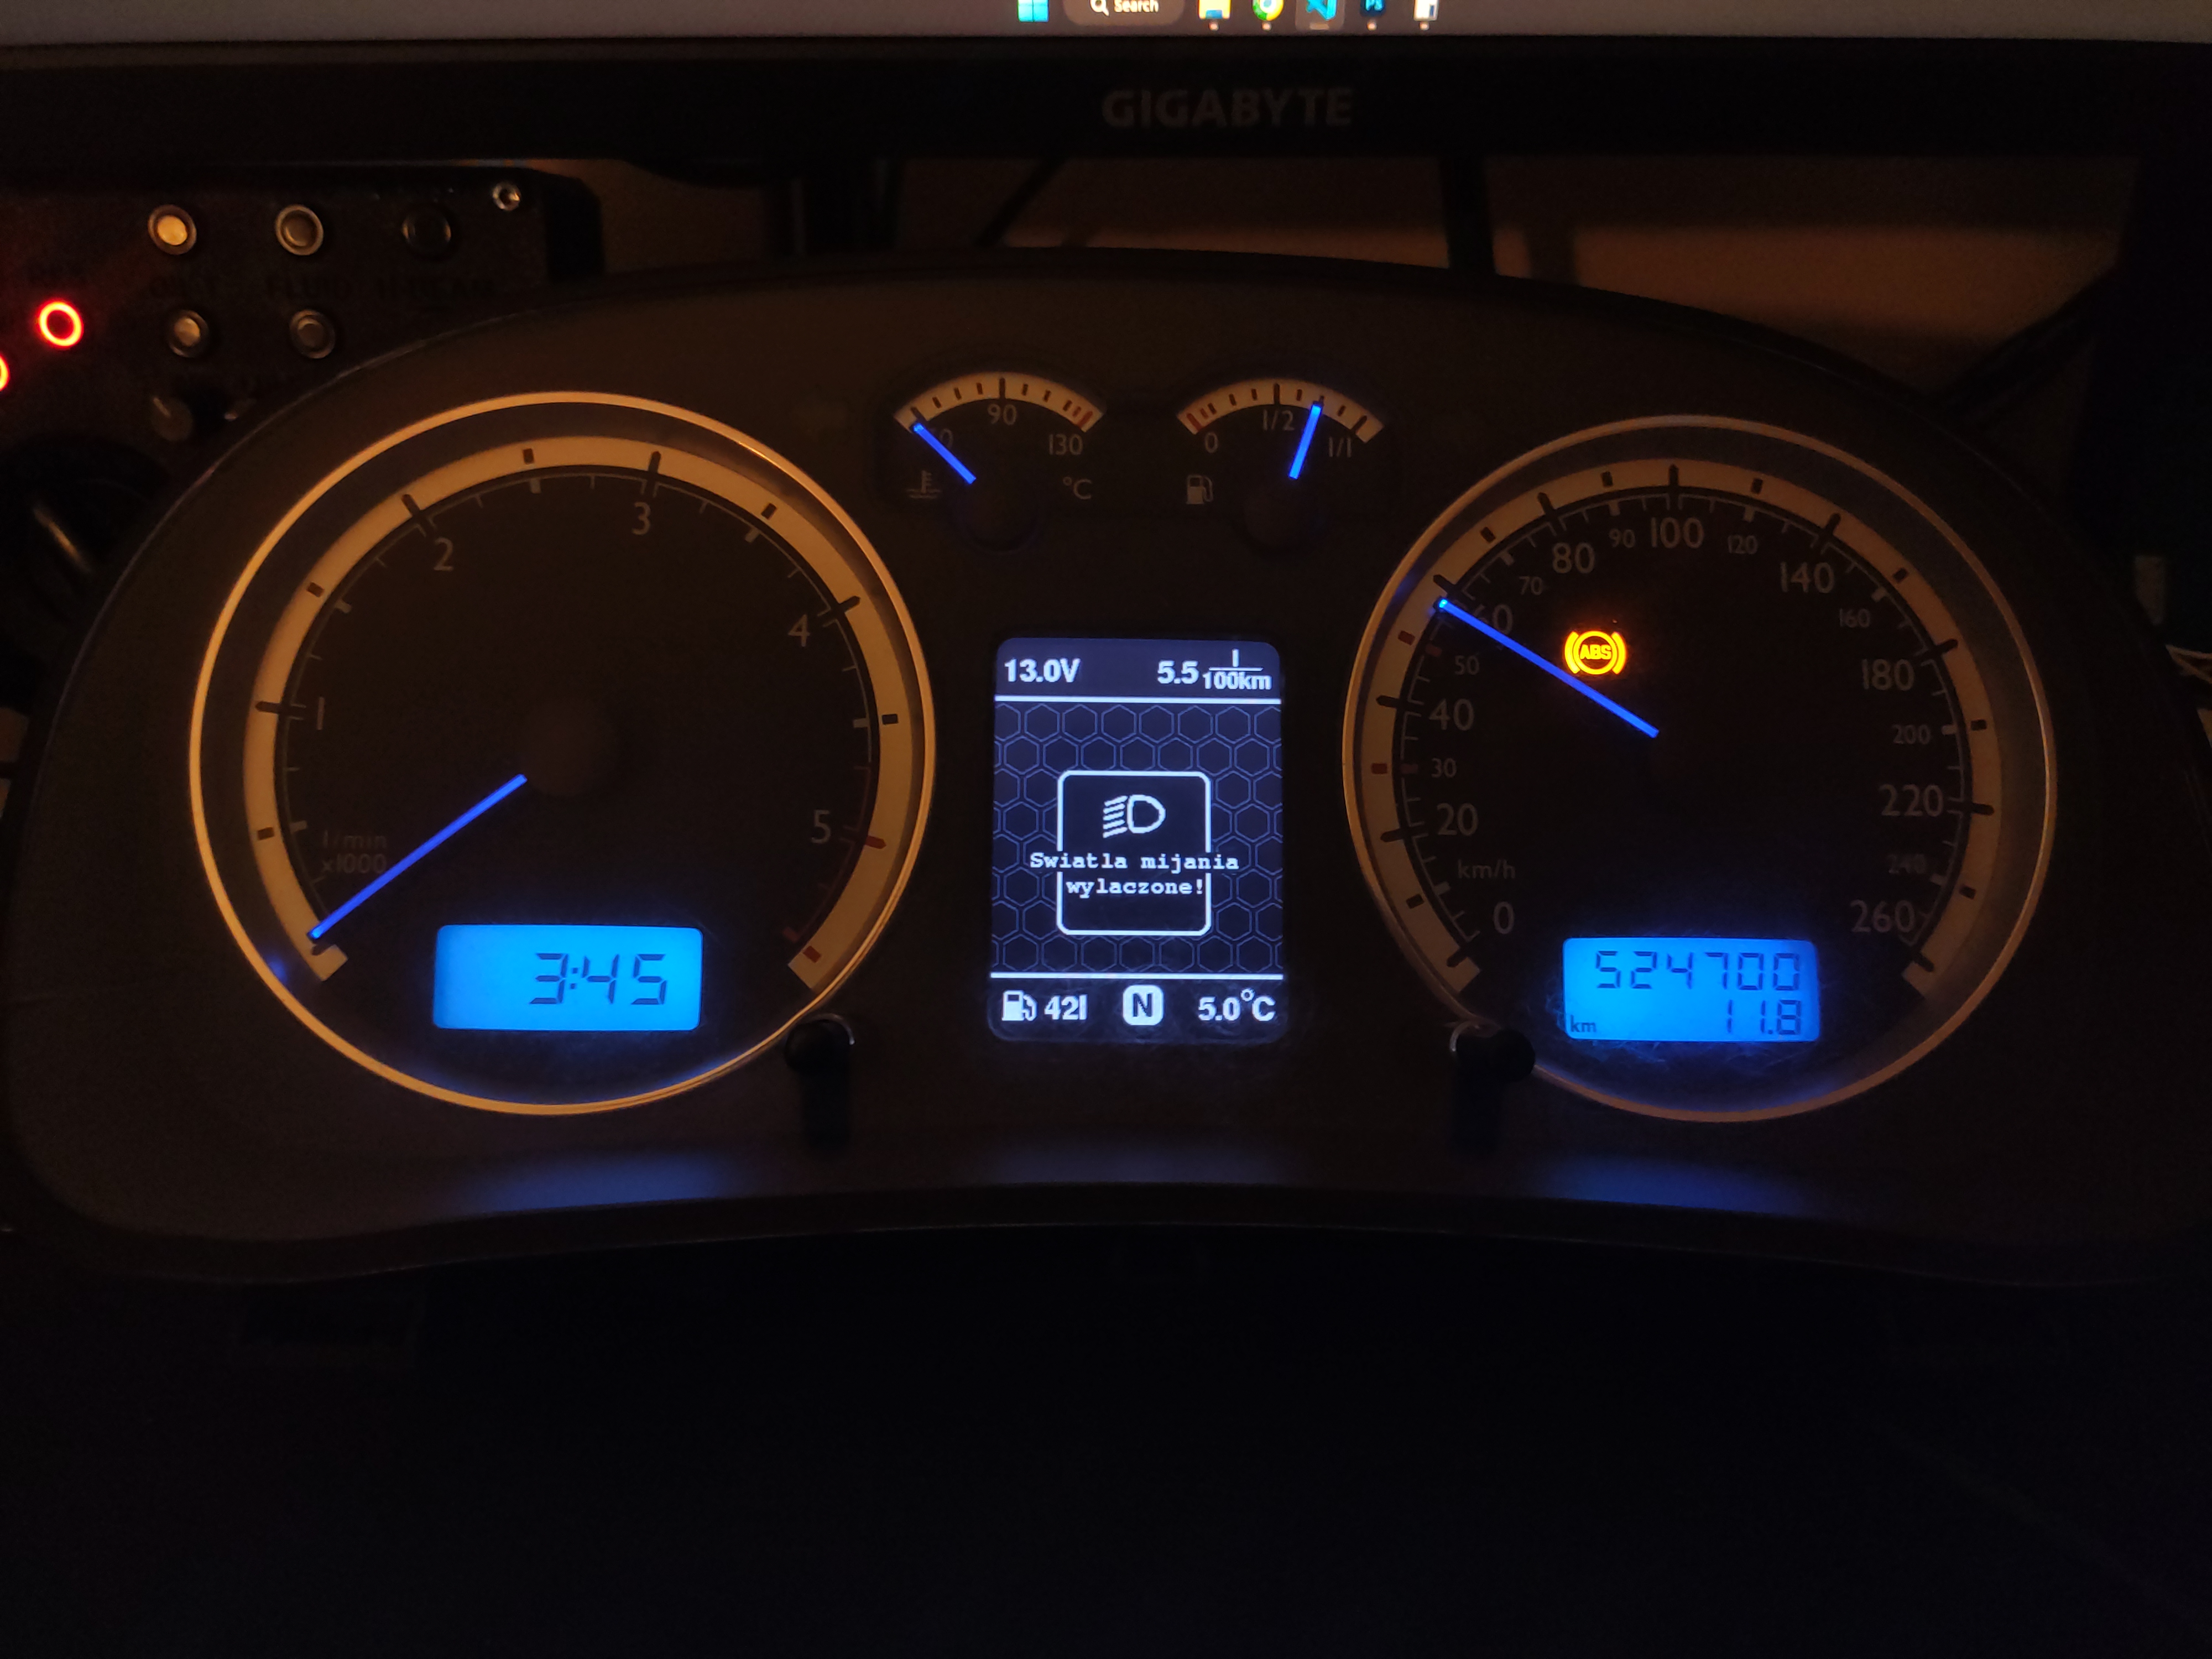 Search
Ps
GIGABYTE
90
130
°C
0
1/2
1/1
1
2
3
4
5
1/min
x1000
3:45
13.0V
5.5 l/100km
Swiatla mijania
wylaczone!
42l
N
5.0°C
0
20
30
40
50
60
70
80
90
100
120
140
160
180
200
220
240
260
km/h
ABS
524700
km 11.8